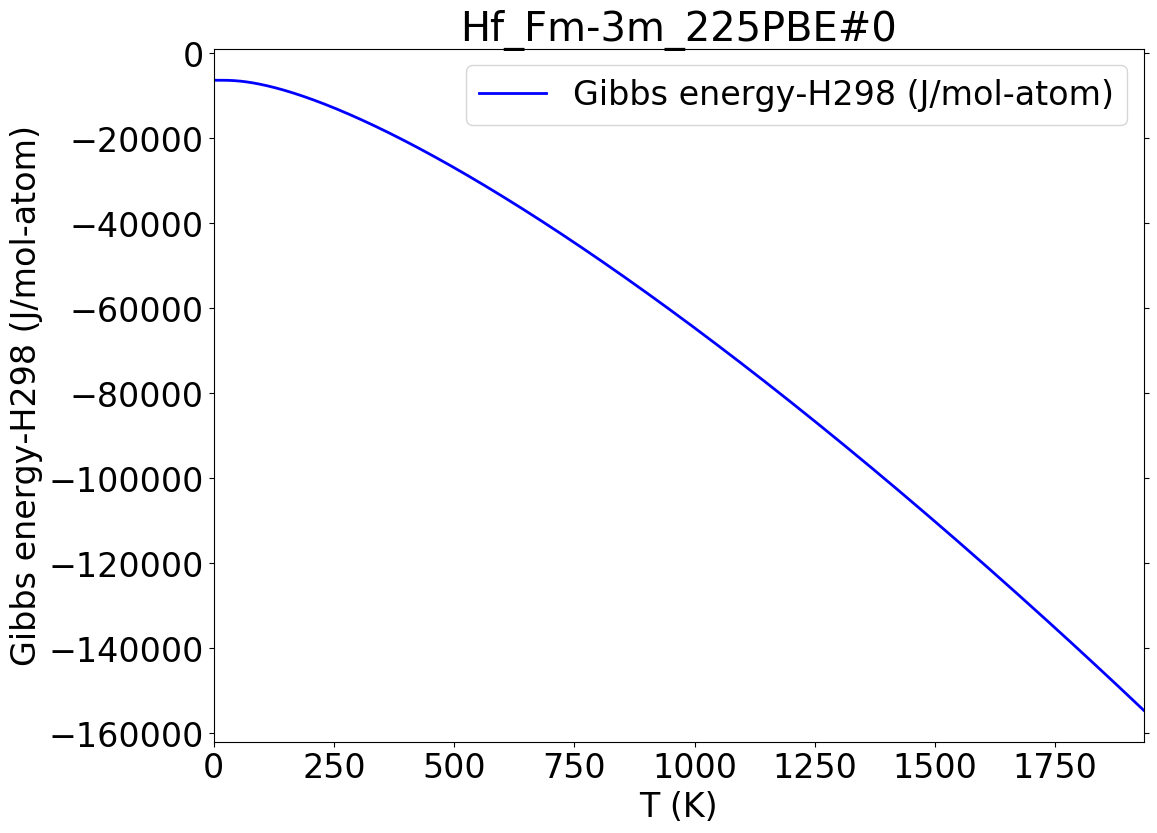 Hf_Fm-3m_225PBE#0
Gibbs energy-H298 (J/mol-atom)
Gibbs energy-H298 (J/mol-atom)
0
−20000
−40000
−60000
−80000
−100000
−120000
−140000
−160000
0 250 500 750 1000 1250 1500 1750
T (K)